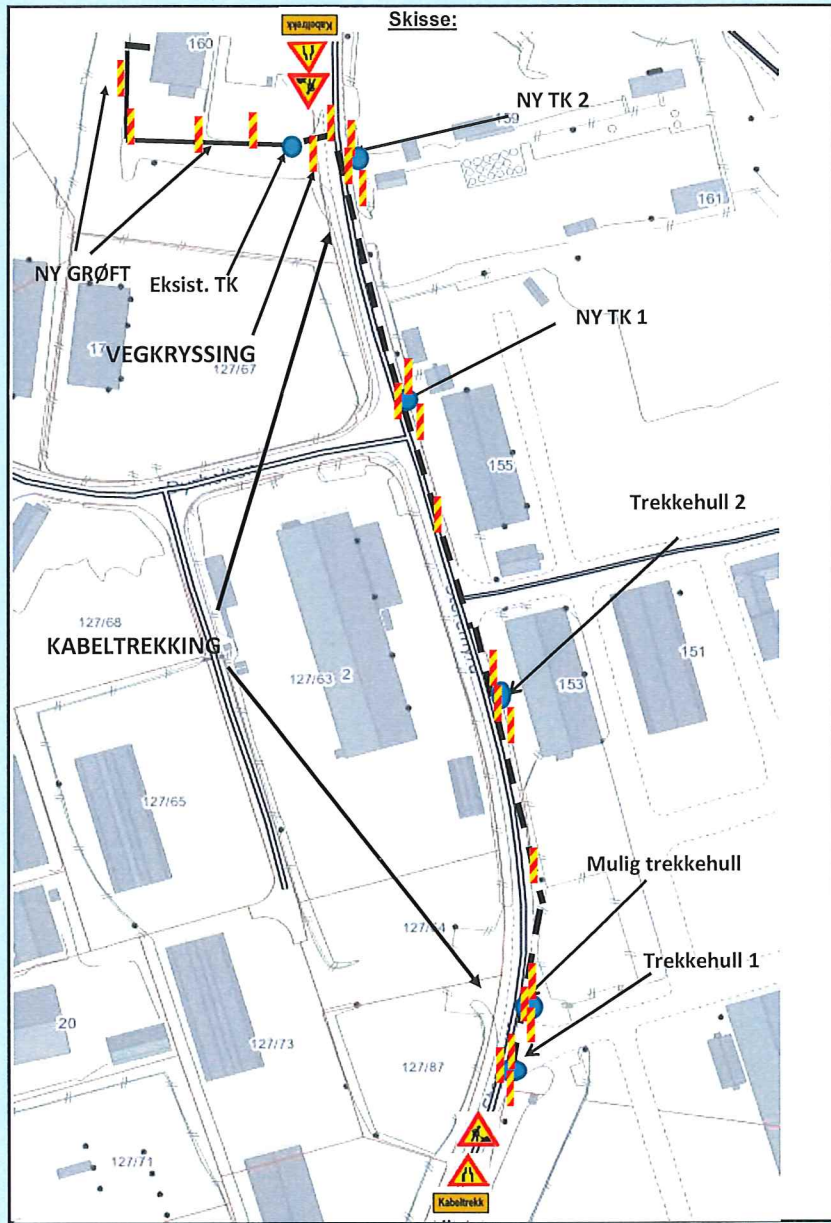 Skisse:
Kabeltrekk
160
NY TK 2
159
161
NY GRØFT
Eksist. TK
NY TK 1
VEGKRYSSING
127/67
155
Trekkehull 2
127/68
KABELTREKKING
127/63
2
153
151
127/65
Mulig trekkehull
127/64
Trekkehull 1
20
127/73
127/87
127/71
Kabeltrekk